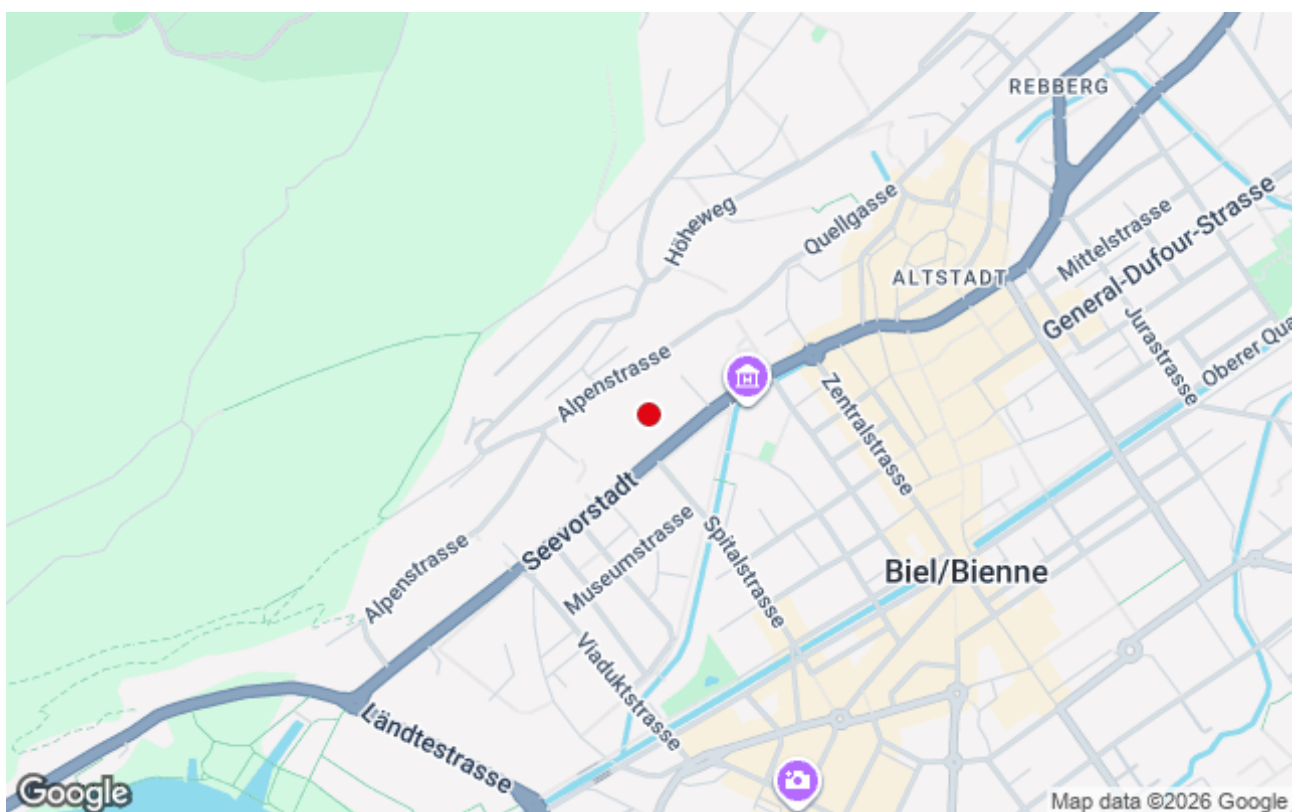 REBBERG
Höheweg
Quellgasse
Mittelstrasse
General-Dufour-Strasse
ALTSTADT
Jurastrasse
Oberer Qua
Alpenstrasse
Zentralstrasse
Seevorstadt
Museumstrasse
Spitalstrasse
Alpenstrasse
Biel/Bienne
Viaduktstrasse
Ländtestrasse
Google
Map data ©2026 Google